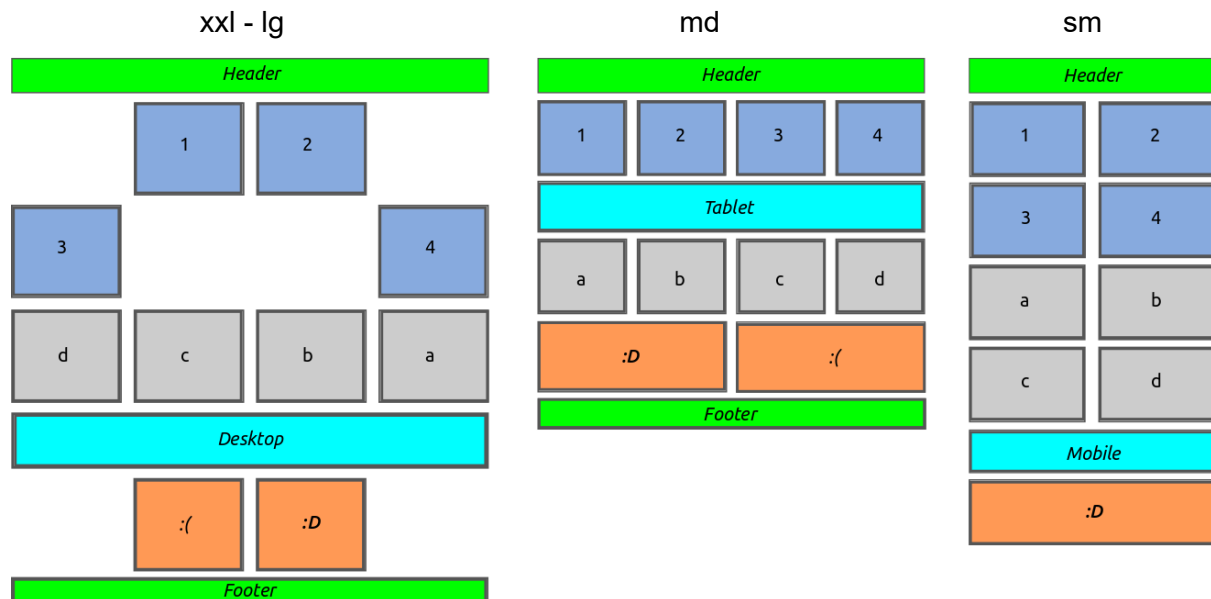 xxl - lg
Header
1 2
3 4
d c b a
Desktop
:( :D
Footer
md
Header
1 2 3 4
Tablet
a b c d
:D :(
Footer
sm
Header
1 2
3 4
a b
c d
Mobile
:D